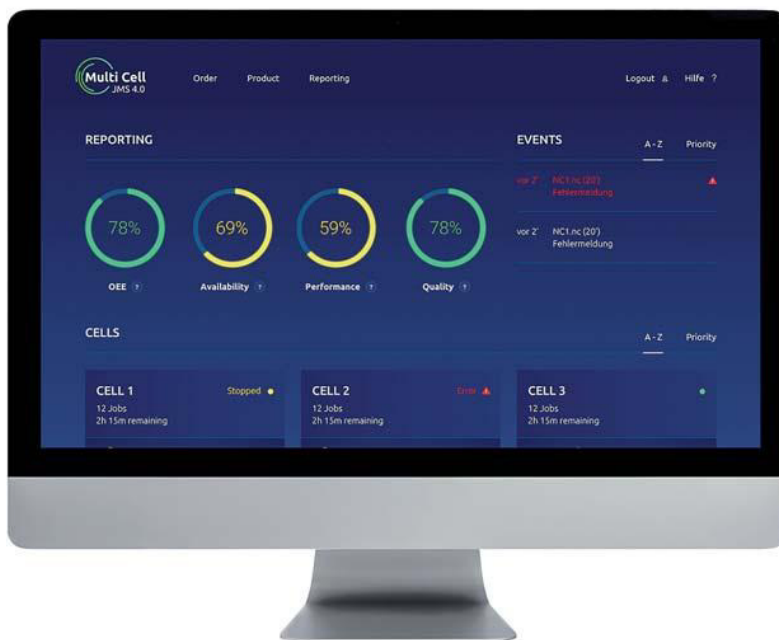 Multi Cell
JMS 4.0
Order
Product
Reporting
Logout
Hilfe ?
REPORTING
78%
69%
59%
78%
OEE ?
Availability ?
Performance ?
Quality ?
EVENTS
A - Z
Priority
vor 2'
NC1.nc (20')
Fehlermeldung
vor 2'
NC1.nc (20')
Fehlermeldung
CELLS
A - Z
Priority
CELL 1
Stopped
12 Jobs
2h 15m remaining
CELL 2
Error
12 Jobs
2h 15m remaining
CELL 3
12 Jobs
2h 15m remaining